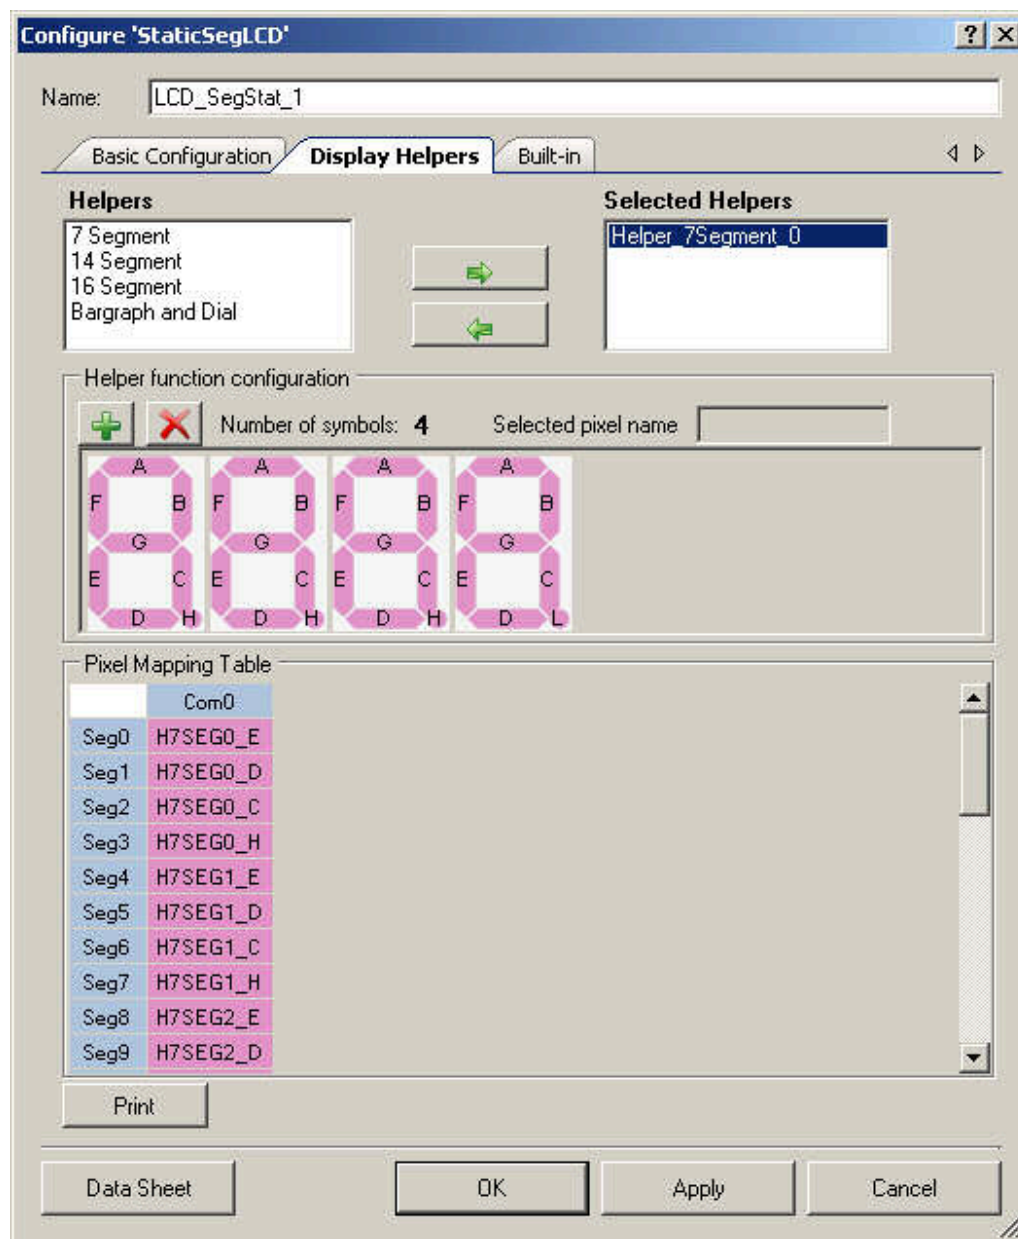 Configure 'StaticSegLCD'
Name: LCD_SegStat_1
Basic Configuration Display Helpers Built-in
Helpers Selected Helpers
7 Segment Helper_7Segment_0
14 Segment
16 Segment
Bargraph and Dial
Helper function configuration
Number of symbols: 4 Selected pixel name
A A A A
F B F B F B F B
G G G G
E C E C E C E C
D H D H D H D L
Pixel Mapping Table
Com0
Seg0 H7SEG0_E
Seg1 H7SEG0_D
Seg2 H7SEG0_C
Seg3 H7SEG0_H
Seg4 H7SEG1_E
Seg5 H7SEG1_D
Seg6 H7SEG1_C
Seg7 H7SEG1_H
Seg8 H7SEG2_E
Seg9 H7SEG2_D
Print
Data Sheet OK Apply Cancel